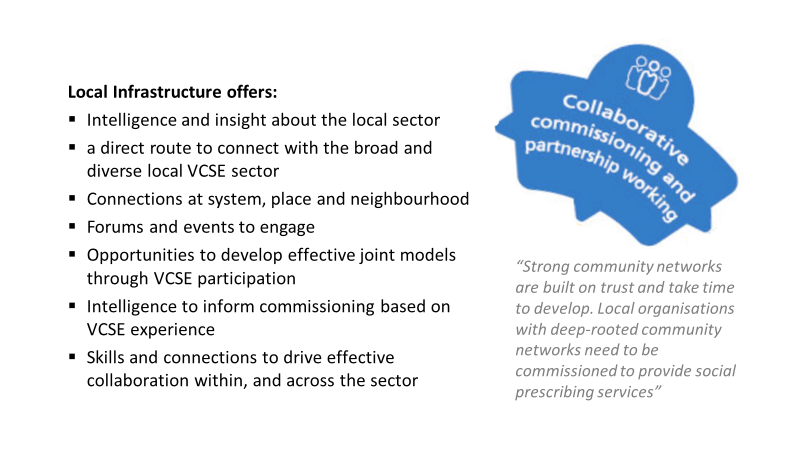 Local Infrastructure offers:
▪ Intelligence and insight about the local sector
▪ a direct route to connect with the broad and
diverse local VCSE sector
▪ Connections at system, place and neighbourhood
▪ Forums and events to engage
▪ Opportunities to develop effective joint models
through VCSE participation
▪ Intelligence to inform commissioning based on
VCSE experience
▪ Skills and connections to drive effective
collaboration within, and across the sector
Collaborative
commissioning and
partnership working
“Strong community networks
are built on trust and take time
to develop. Local organisations
with deep-rooted community
networks need to be
commissioned to provide social
prescribing services”